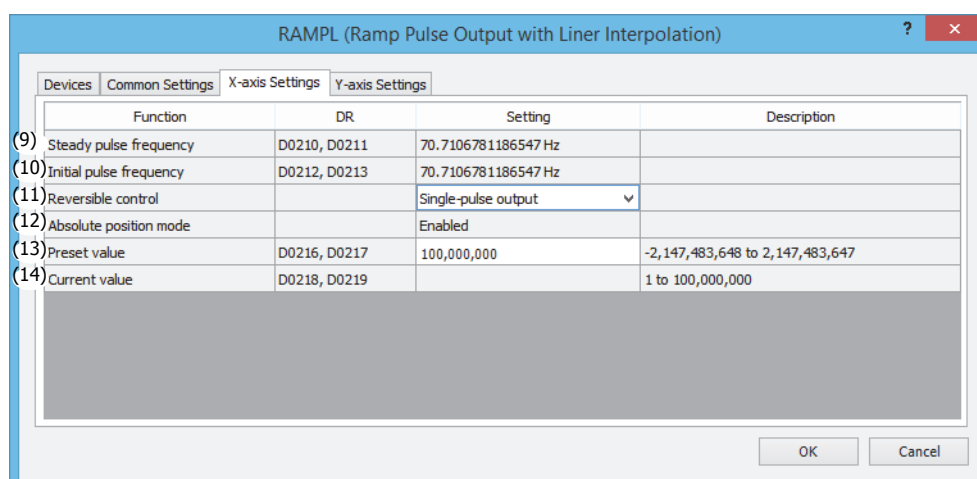 RAMPL (Ramp Pulse Output with Liner Interpolation) ? ×
Devices Common Settings X-axis Settings Y-axis Settings
Function DR Setting Description
(9) Steady pulse frequency D0210, D0211 70.7106781186547 Hz
(10) Initial pulse frequency D0212, D0213 70.7106781186547 Hz
(11) Reversible control Single-pulse output
(12) Absolute position mode Enabled
(13) Preset value D0216, D0217 100,000,000 -2,147,483,648 to 2,147,483,647
(14) Current value D0218, D0219 1 to 100,000,000
OK Cancel